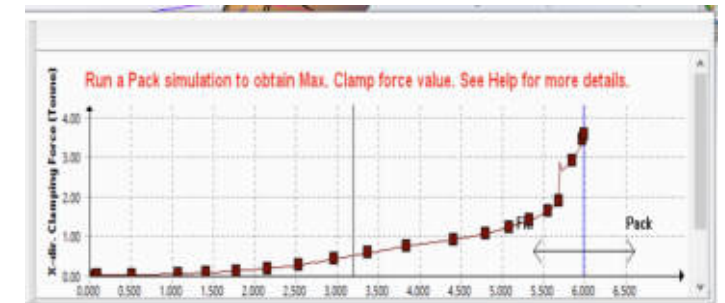 Run a Pack simulation to obtain Max. Clamp force value. See Help for more details.
X-dir. Clamping Force (Tonne)
4.00
3.00
2.00
1.00
0.00
Fill Pack
0.000 0.500 1.000 1.500 2.000 2.500 3.000 3.500 4.000 4.500 5.000 5.500 6.000 6.500